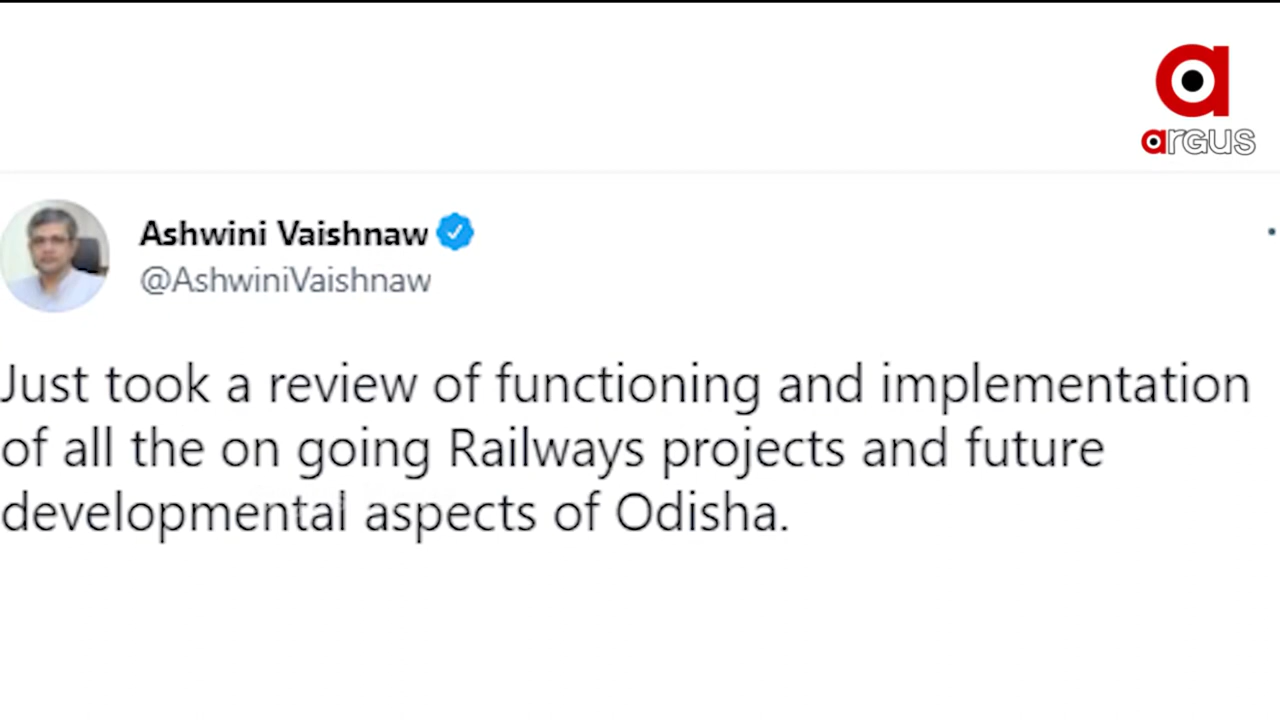 a
argus
Ashwini Vaishnaw
@AshwiniVaishnaw
Just took a review of functioning and implementation
of all the on going Railways projects and future
developmental aspects of Odisha.